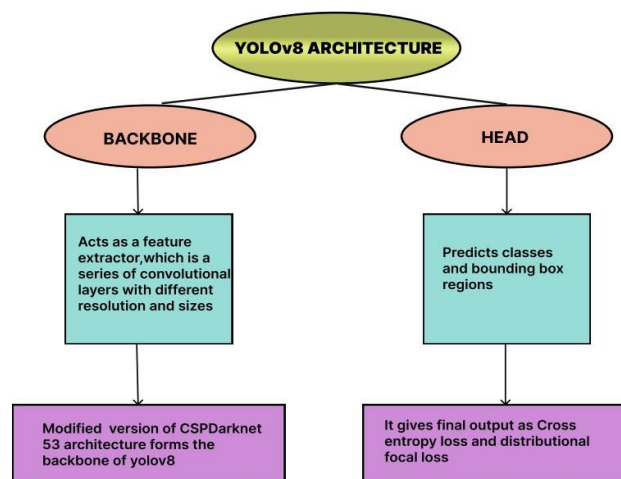 YOLOv8 ARCHITECTURE
BACKBONE
HEAD
Acts as a feature
extractor,which is a
series of convolutional
layers with different
resolution and sizes
Predicts classes
and bounding box
regions
Modified version of CSPDarknet
53 architecture forms the
backbone of yolov8
It gives final output as Cross
entropy loss and distributional
focal loss